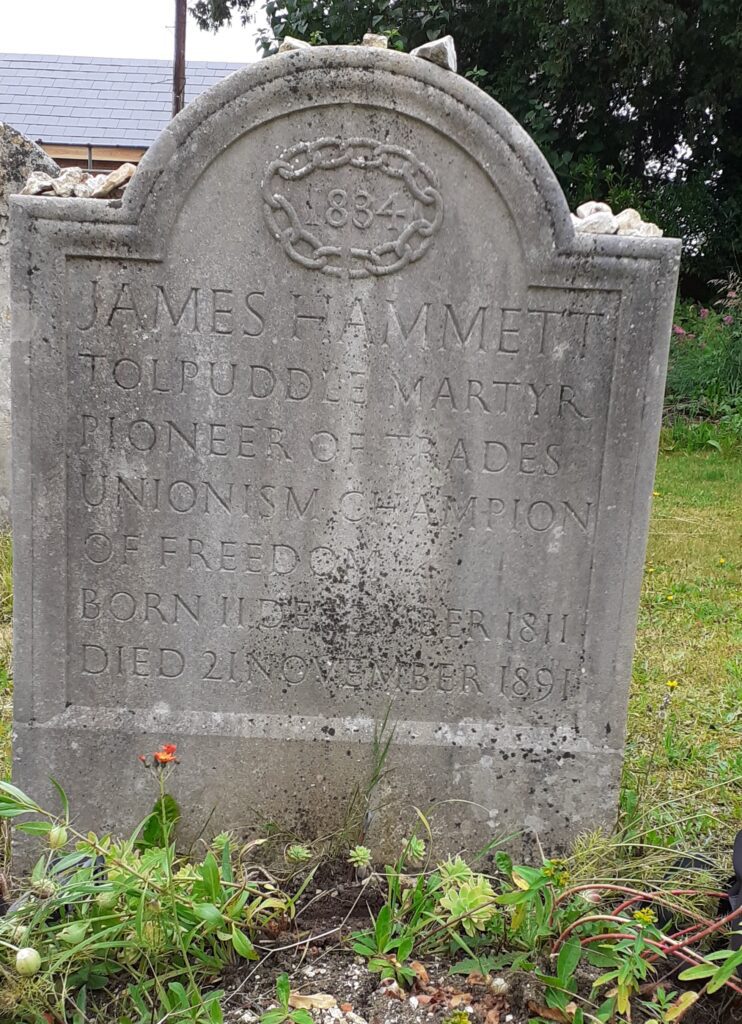 1834
JAMES HAMMETT
TOLPUDDLE MARTYR
PIONEER OF TRADES
UNIONISM CHAMPION
OF FREEDOM
BORN 11 DECEMBER 1811
DIED 21 NOVEMBER 1891